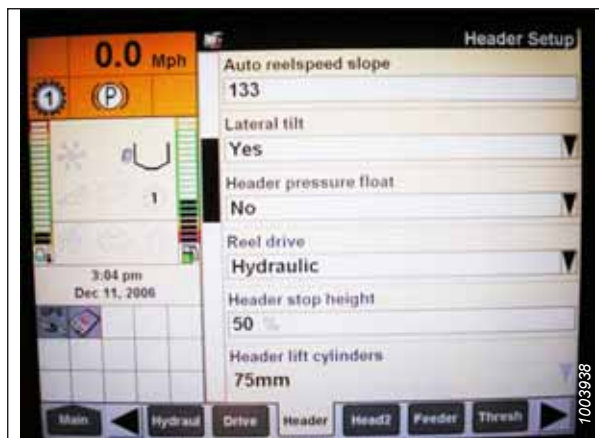 0.0 Mph
1 (P)
1
3:04 pm
Dec 11, 2006
Header Setup
Auto reelspeed slope
133
Lateral tilt
Yes
Header pressure float
No
Reel drive
Hydraulic
Header stop height
50 %
Header lift cylinders
75mm
Main Hydraul Drive Header Head2 Feeder Thresh
1003938